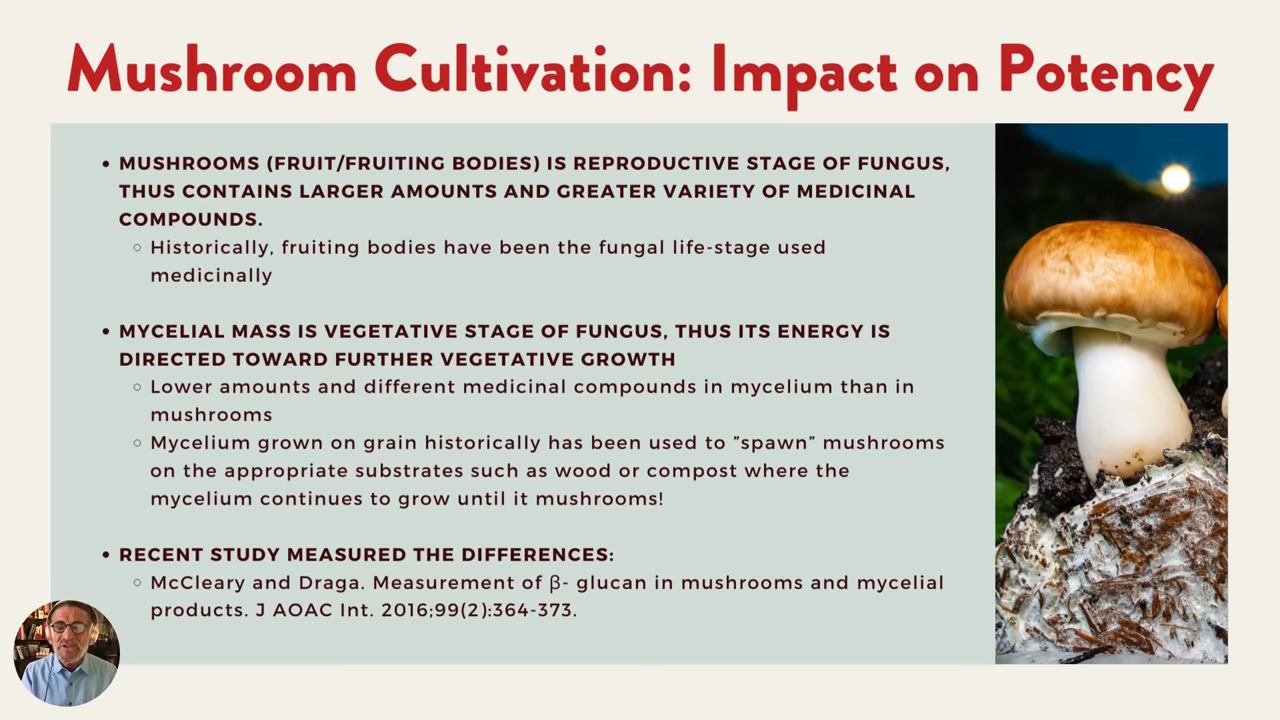 Mushroom Cultivation: Impact on Potency
• MUSHROOMS (FRUIT/FRUITING BODIES) IS REPRODUCTIVE STAGE OF FUNGUS,
THUS CONTAINS LARGER AMOUNTS AND GREATER VARIETY OF MEDICINAL
COMPOUNDS.
○ Historically, fruiting bodies have been the fungal life-stage used
medicinally
• MYCELIAL MASS IS VEGETATIVE STAGE OF FUNGUS, THUS ITS ENERGY IS
DIRECTED TOWARD FURTHER VEGETATIVE GROWTH
○ Lower amounts and different medicinal compounds in mycelium than in
mushrooms
○ Mycelium grown on grain historically has been used to ”spawn” mushrooms
on the appropriate substrates such as wood or compost where the
mycelium continues to grow until it mushrooms!
• RECENT STUDY MEASURED THE DIFFERENCES:
○ McCleary and Draga. Measurement of β- glucan in mushrooms and mycelial
products. J AOAC Int. 2016;99(2):364-373.